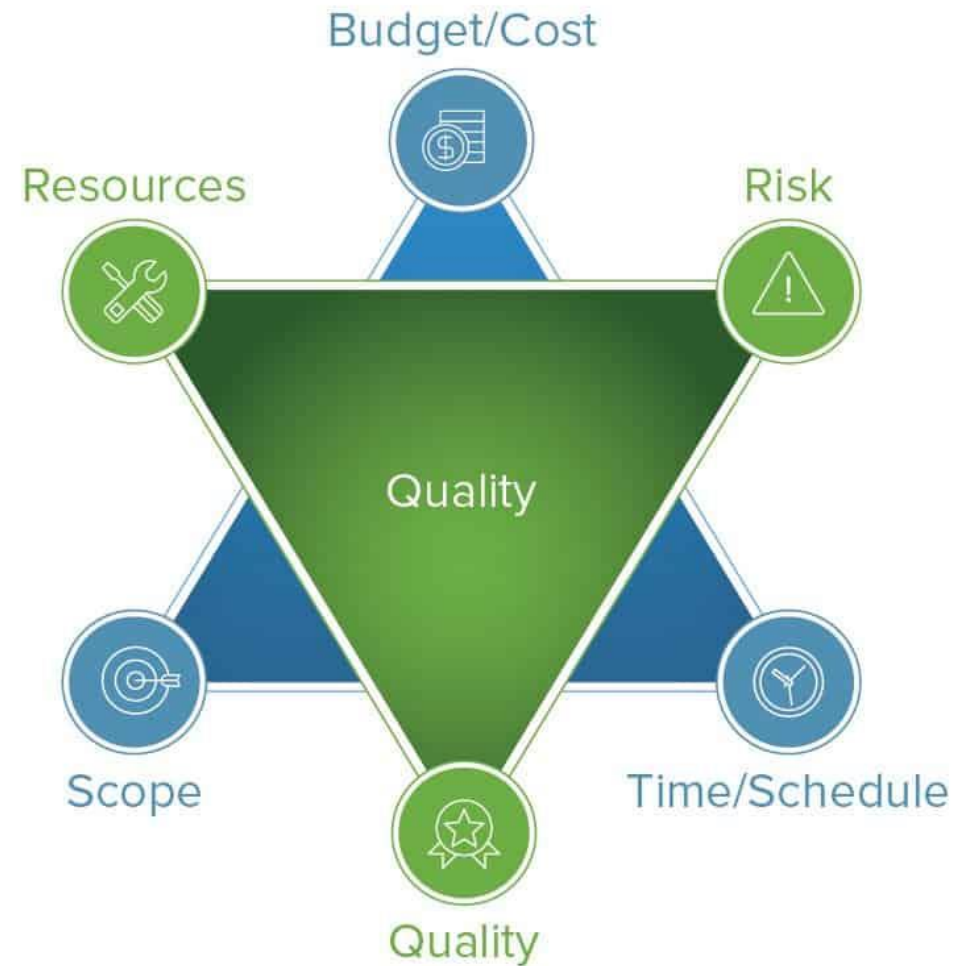 Budget/Cost
Resources
Risk
$
!
Quality
Scope
Time/Schedule
Quality